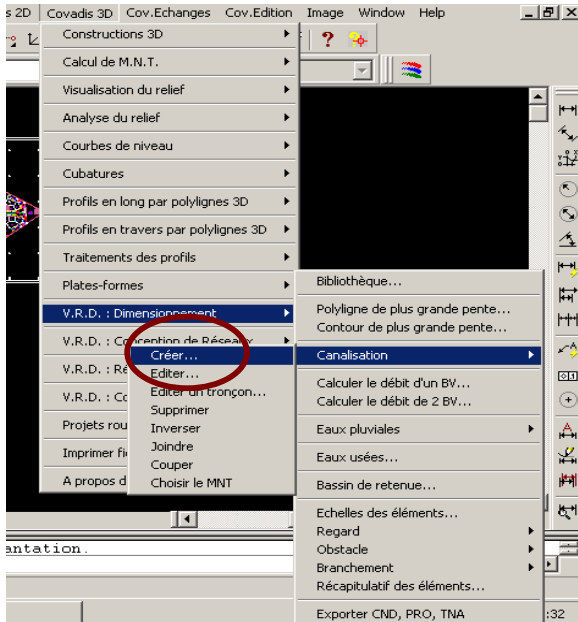 s 2D Covadis 3D Cov.Echanges Cov.Edition Image Window Help
Constructions 3D
?
Calcul de M.N.T.
Visualisation du relief
Analyse du relief
Courbes de niveau
Cubatures
Profils en long par polylignes 3D
Profils en travers par polylignes 3D
Traitements des profils
Plates-formes
V.R.D. : Dimensionnement
V.R.D. : Conception de Réseaux
V.R.D. : Ré
V.R.D. : Co
Projets rou
Imprimer fi
A propos d
Créer...
Editer...
Editer un tronçon...
Supprimer
Inverser
Joindre
Couper
Choisir le MNT
Bibliothèque...
Polyligne de plus grande pente...
Contour de plus grande pente...
Canalisation
Calculer le débit d'un BV...
Calculer le débit de 2 BV...
Eaux pluviales
Eaux usées...
Bassin de retenue...
Echelles des éléments...
Regard
Obstacle
Branchement
Récapitulatif des éléments...
Exporter CND, PRO, TNA
antation.
:32